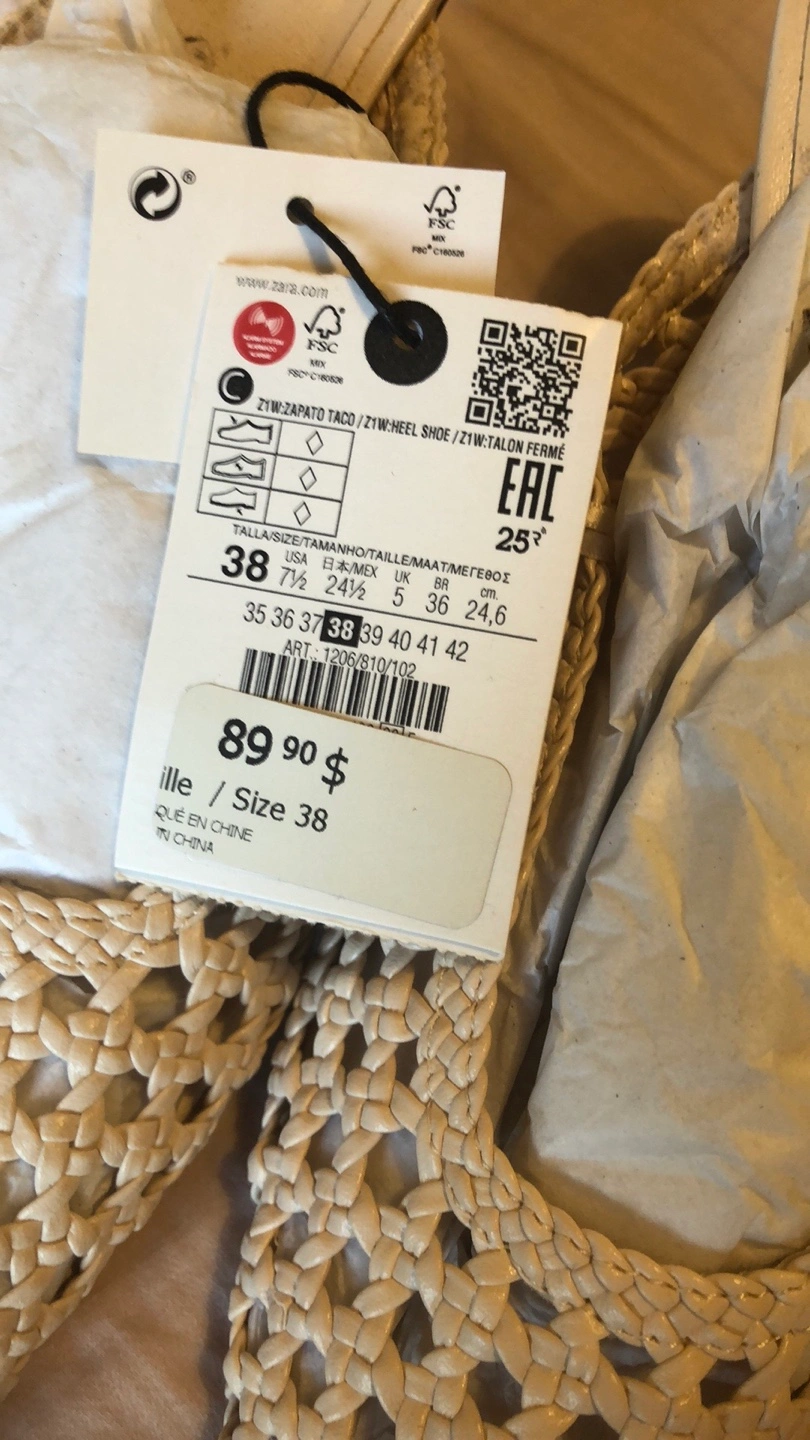 ®
FSC
MIX
FSC® C160526
www.zara.com
FSC
MIX
FSC® C160526
C
Z1W:ZAPATO TACO / Z1W:HEEL SHOE / Z1W:TALON FERMÉ
EAC
25
TALLA/SIZE/TAMANHO/TAILLE/MAAT/ΜΕΓΕΘΟΣ
38 USA 7½ 日本/MEX 24½ UK 5 BR 36 cm. 24,6
35 36 37 38 39 40 41 42
ART.: 1206/810/102
89 90 $
ille / Size 38
QUÉ EN CHINE
IN CHINA